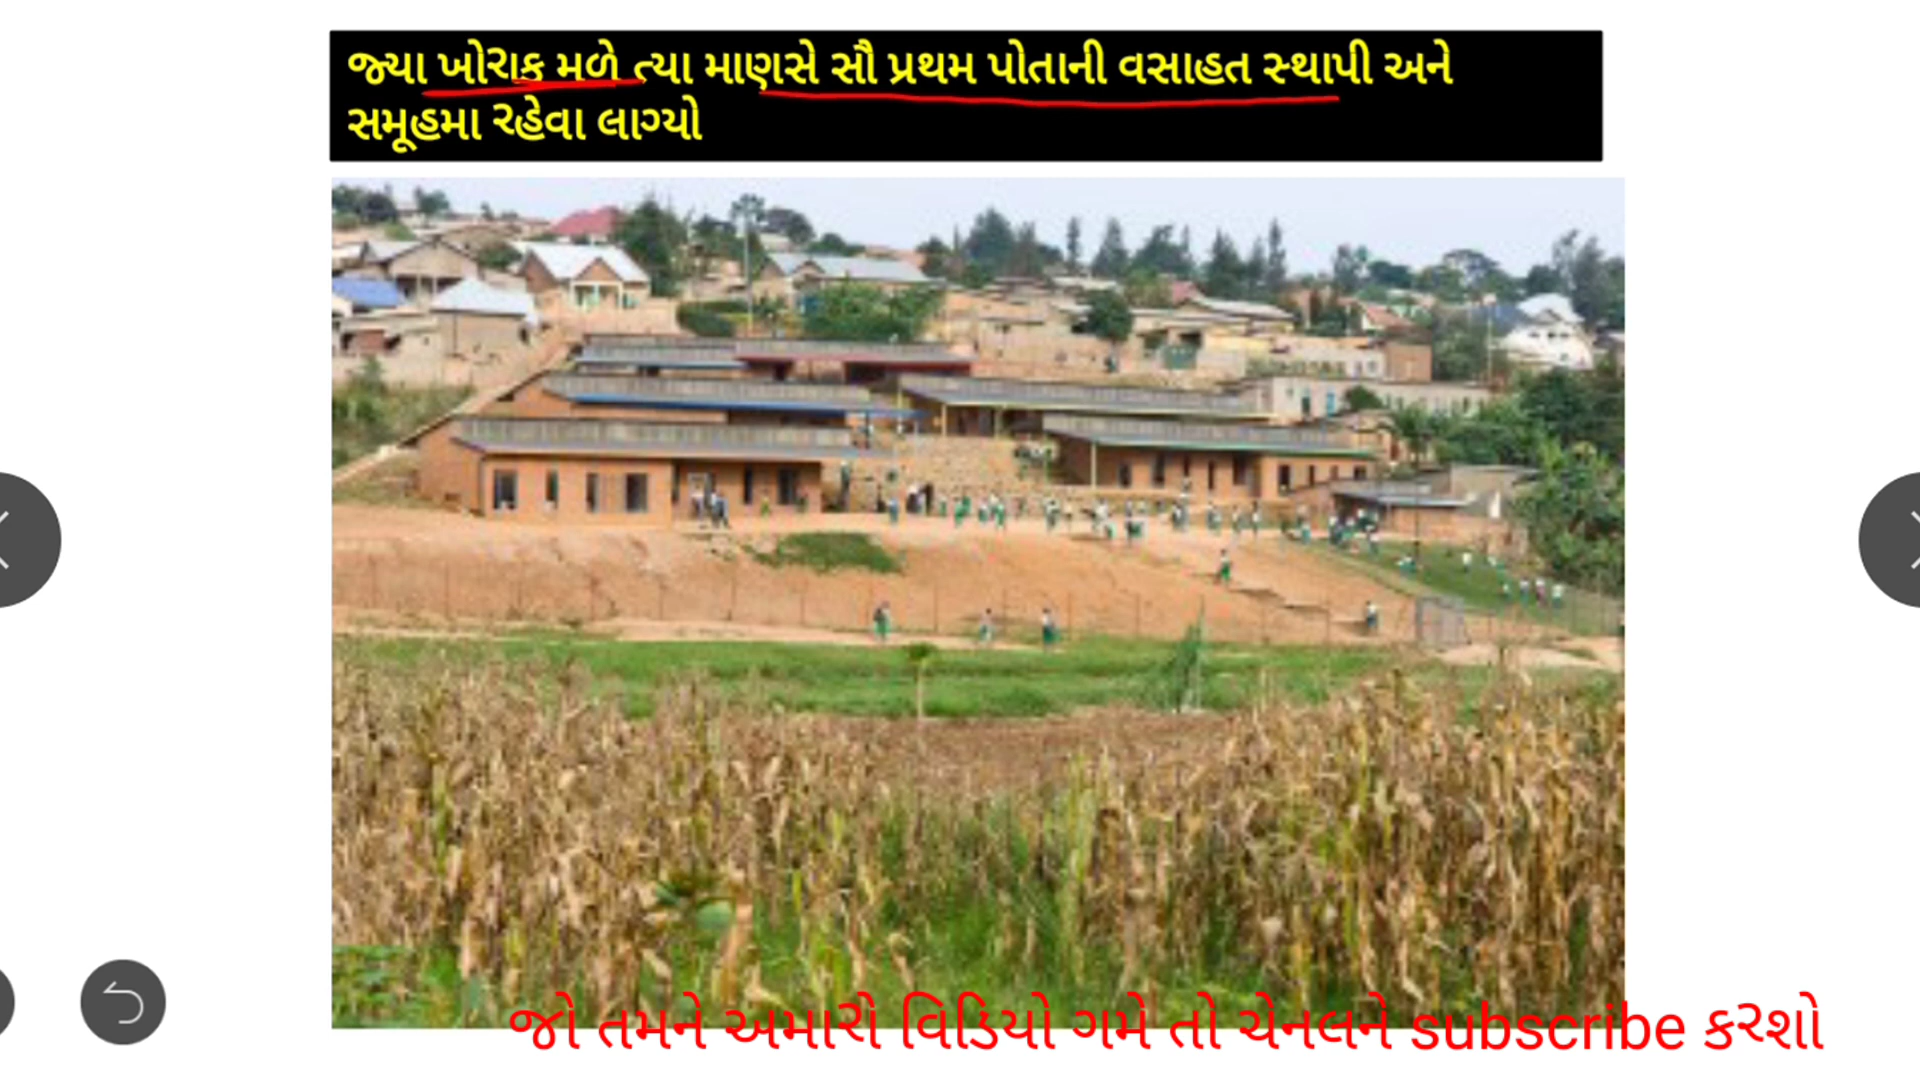 જ્યા ખોરાક મળે ત્યા માણસે સૌ પ્રથમ પોતાની વસાહત સ્થાપી અને
સમૂહમા રહેવા લાગ્યો
જો તમને અમારો વિડિયો ગમે તો ચેનલને subscribe કરશો